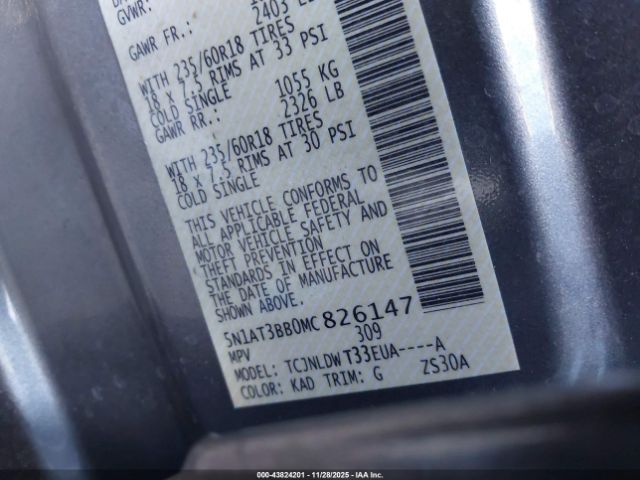 GVWR:
GAWR FR.: 2403 L
WITH 235/60R18 TIRES
18 x 7.5 RIMS AT 33 PSI
COLD SINGLE 1055 KG
GAWR RR.: 2326 LB
WITH 235/60R18 TIRES
18 x 7.5 RIMS AT 30 PSI
COLD SINGLE
THIS VEHICLE CONFORMS TO
ALL APPLICABLE FEDERAL
MOTOR VEHICLE SAFETY AND
THEFT PREVENTION
STANDARDS IN EFFECT ON
THE DATE OF MANUFACTURE
5N1AT3BB0MC826147
MPV 309
MODEL: TCJNLDWT33EUA-----A
COLOR: KAD TRIM: G ZS30A
000-43824201 - 11/28/2025 - IAA Inc.